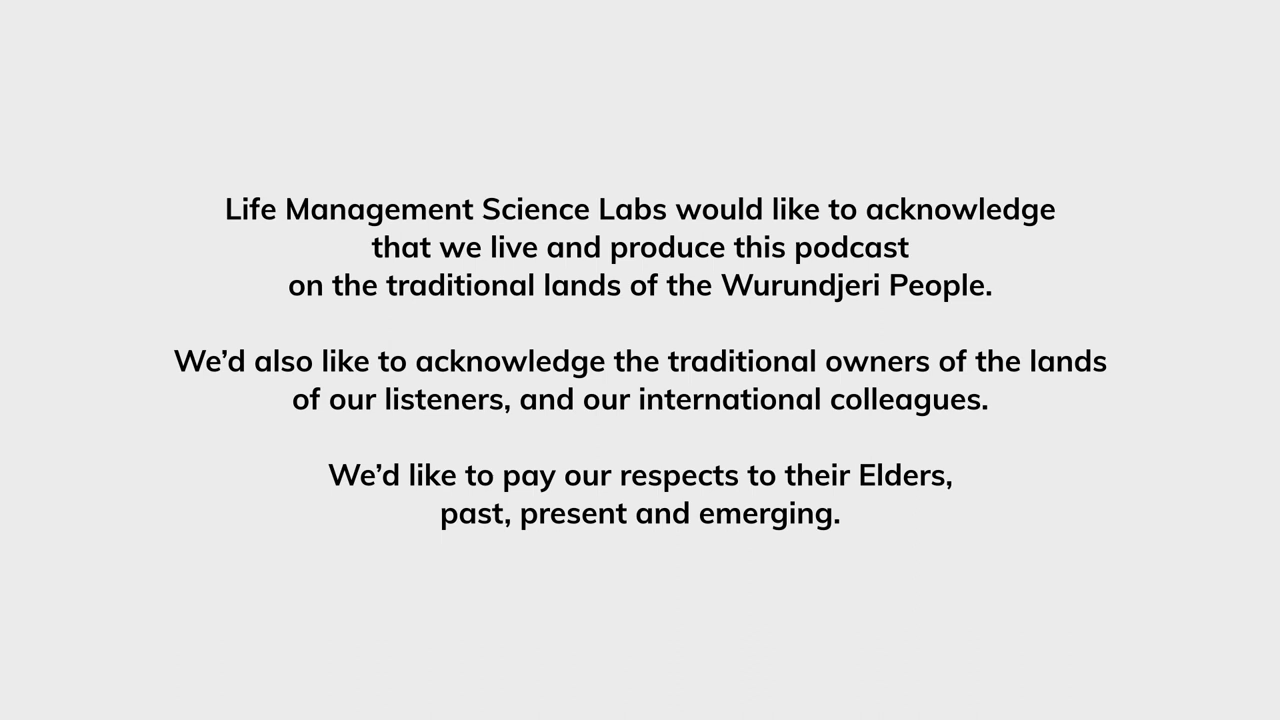 Life Management Science Labs would like to acknowledge
that we live and produce this podcast
on the traditional lands of the Wurundjeri People.
We’d also like to acknowledge the traditional owners of the lands
of our listeners, and our international colleagues.
We’d like to pay our respects to their Elders,
past, present and emerging.